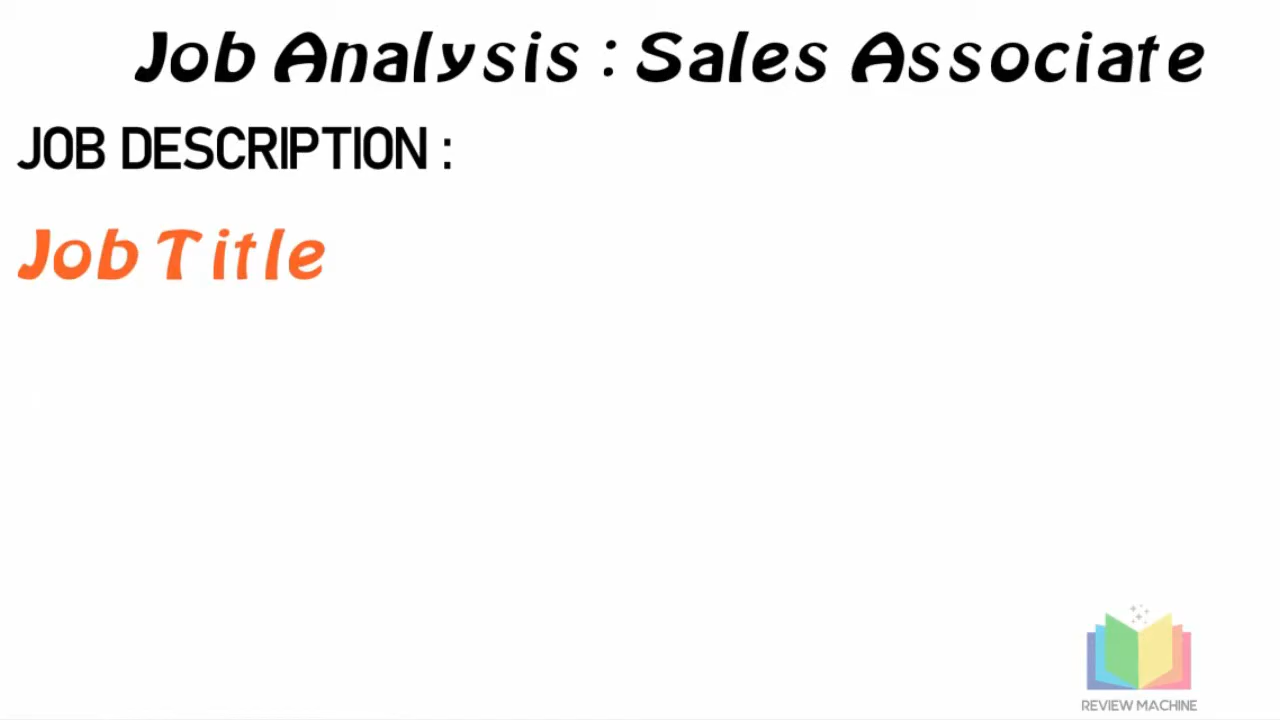 Job Analysis : Sales Associate
JOB DESCRIPTION :
Job Title
REVIEW MACHINE